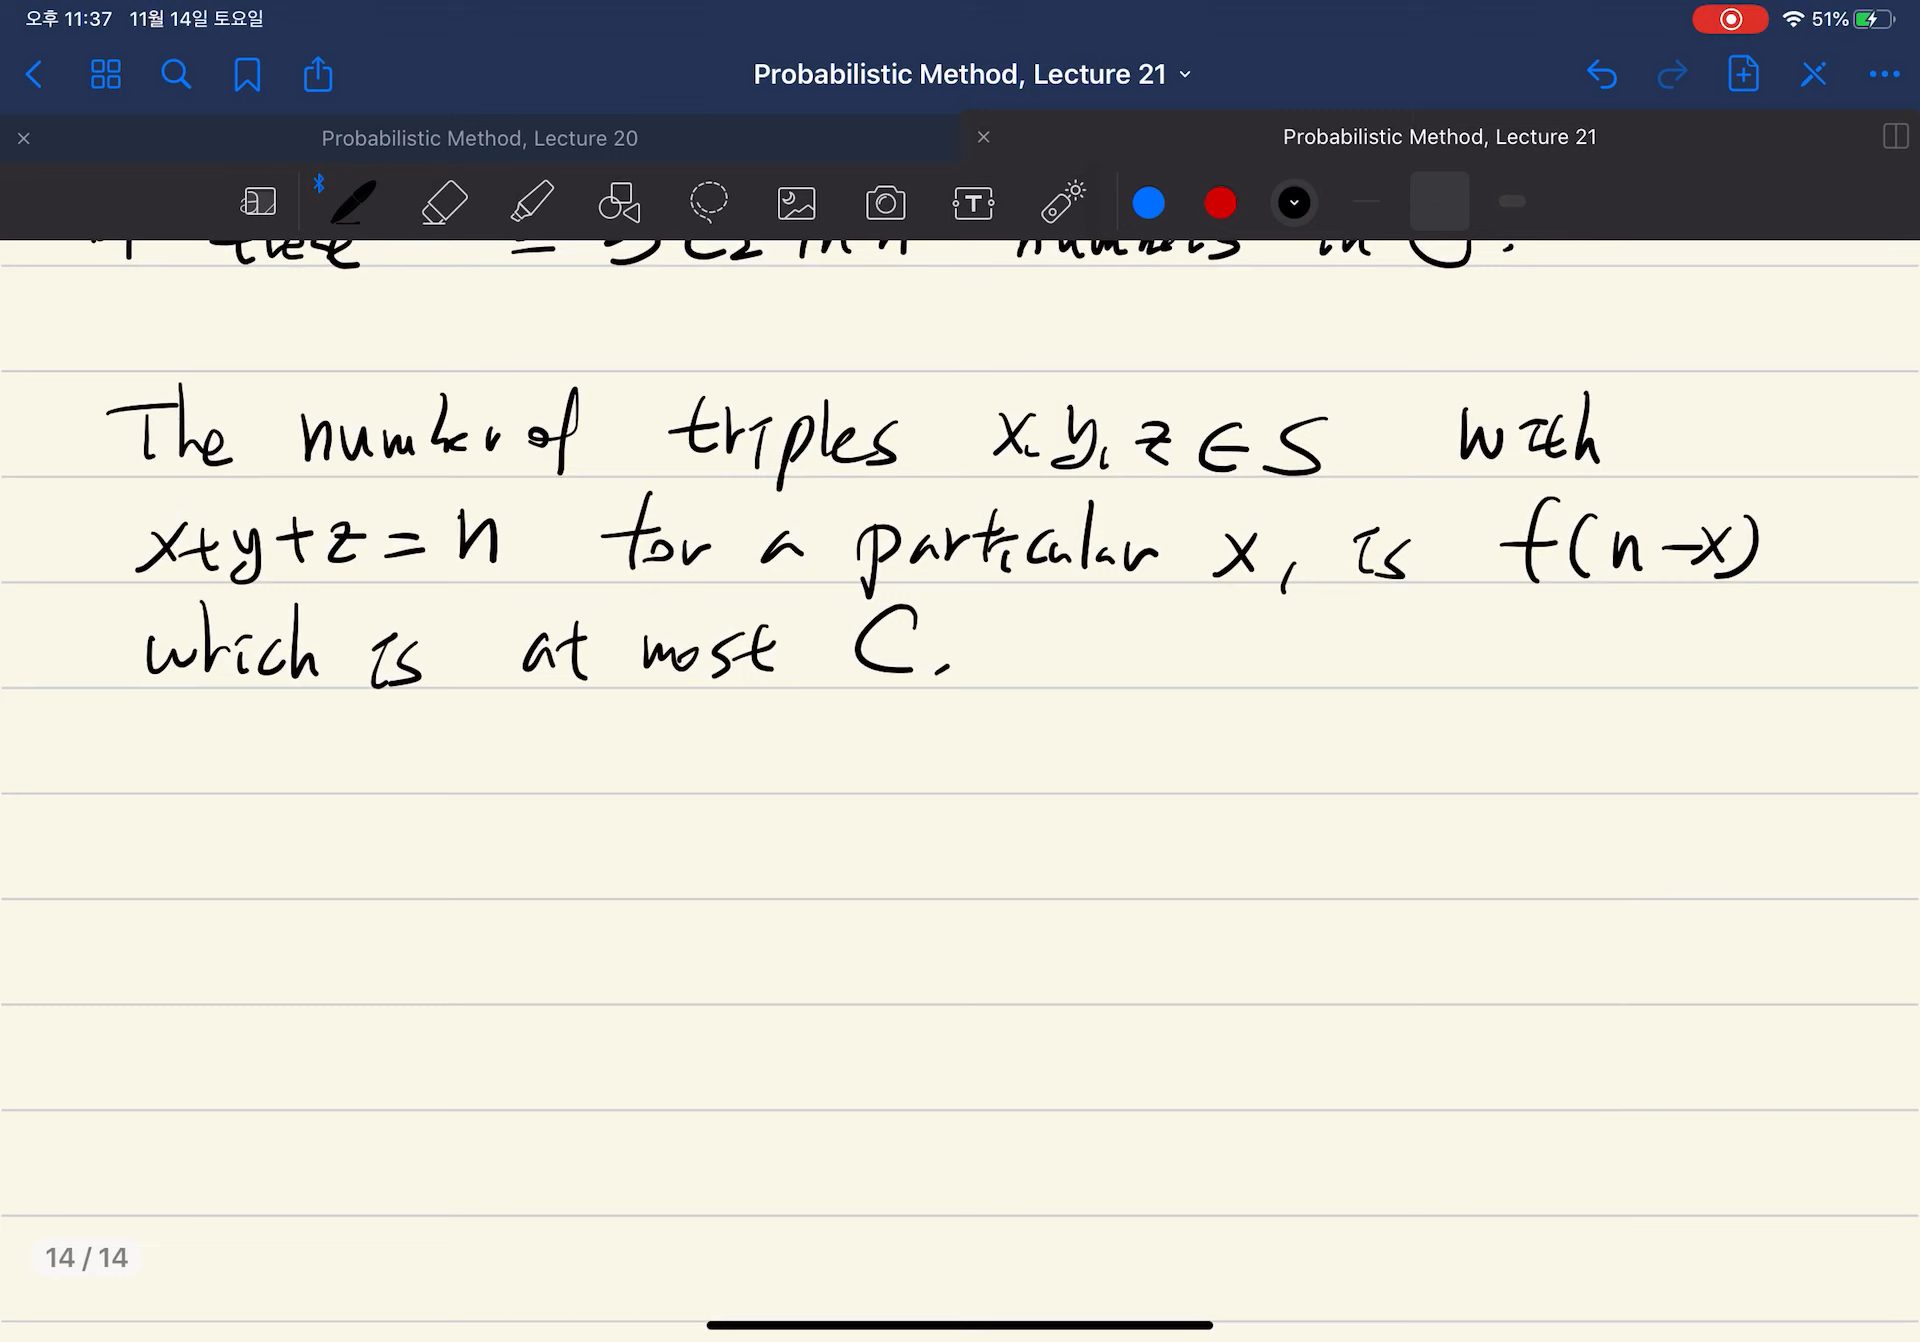 오후 11:37 11월 14일 토요일
51%
Probabilistic Method, Lecture 21
Probabilistic Method, Lecture 20
Probabilistic Method, Lecture 21
T
numbers in
The number of triples x, y, z ∈ S with
x+y+z = n for a particular x, is f(n-x)
which is at most C.
14 / 14